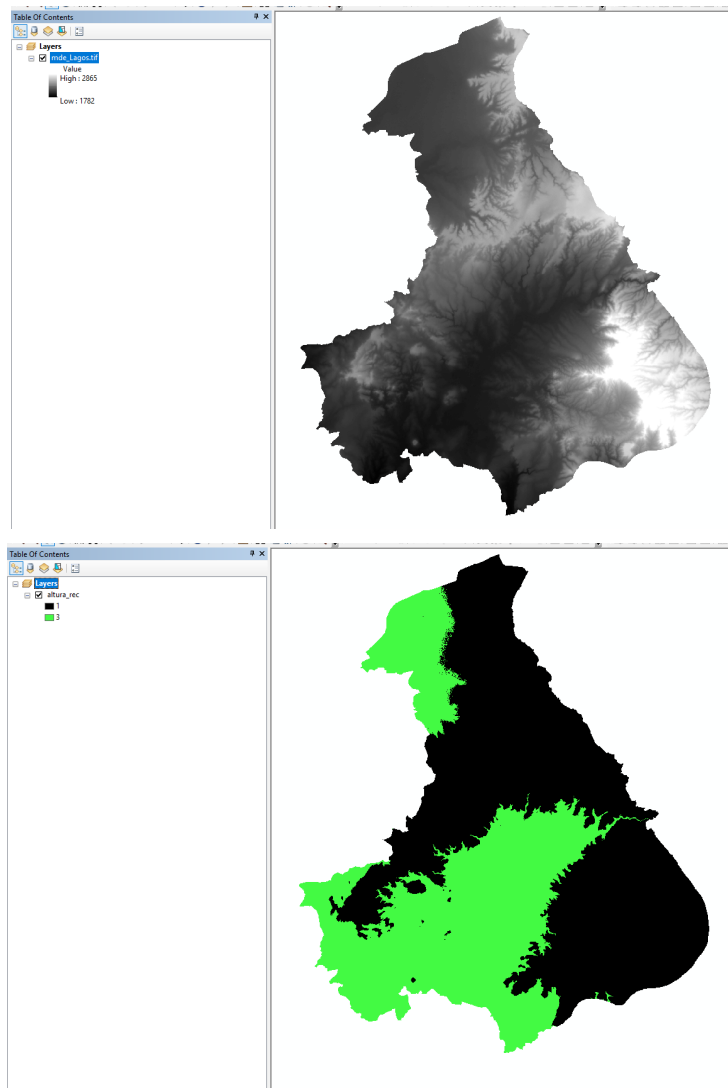 Table Of Contents
Layers
mde_Lagos.tif
Value
High : 2865
Low : 1782
Table Of Contents
Layers
altura_rec
1
3